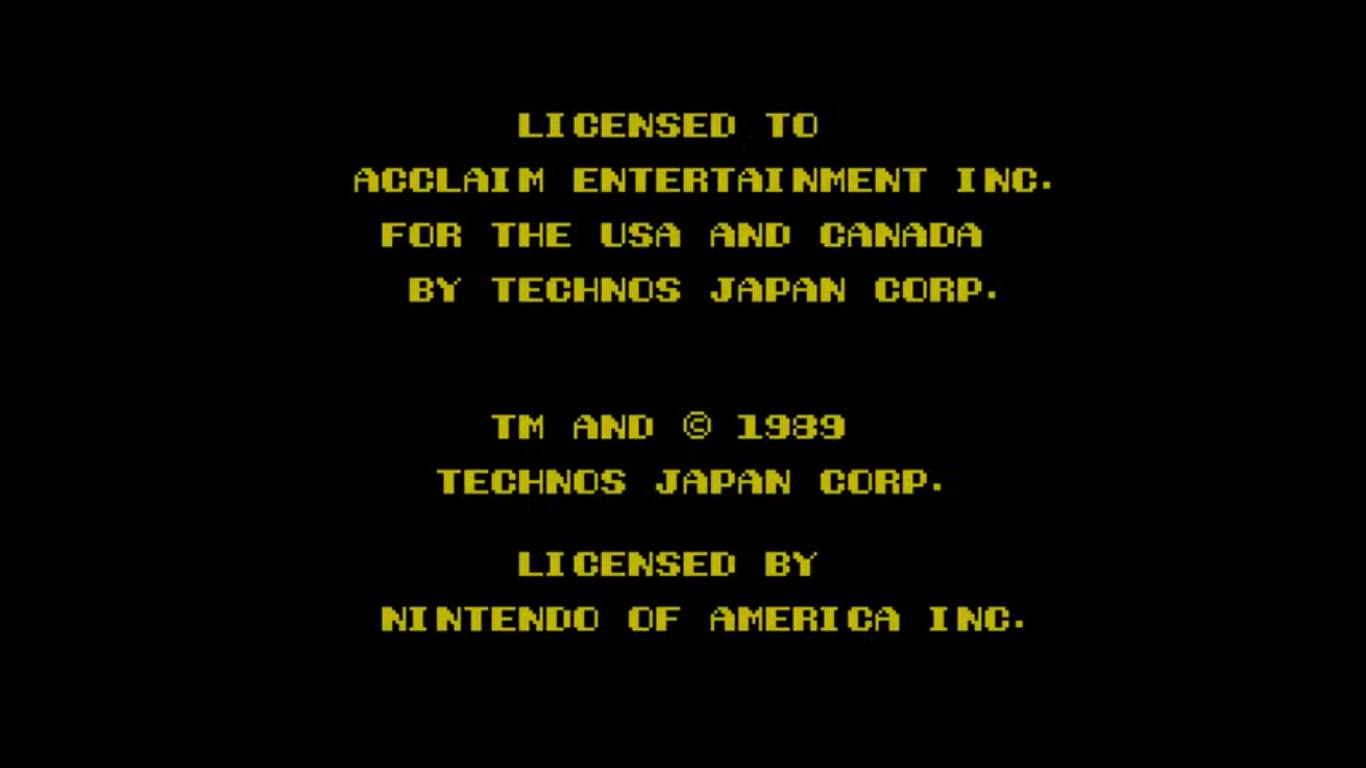 LICENSED TO
ACCLAIM ENTERTAINMENT INC.
FOR THE USA AND CANADA
BY TECHNOS JAPAN CORP.
TM AND © 1989
TECHNOS JAPAN CORP.
LICENSED BY
NINTENDO OF AMERICA INC.